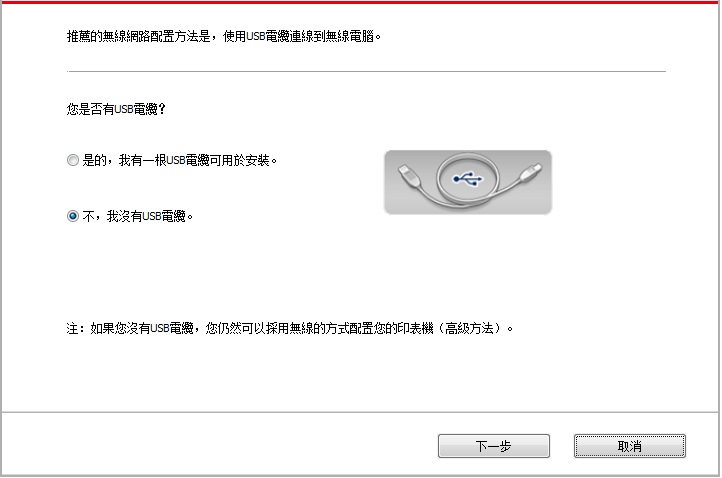 推薦的無線網路配置方法是，使用USB電纜連線到無線電腦。
您是否有USB電纜？
是的，我有一根USB電纜可用於安裝。
不，我沒有USB電纜。
注：如果您沒有USB電纜，您仍然可以採用無線的方式配置您的印表機（高級方法）。
下一步
取消